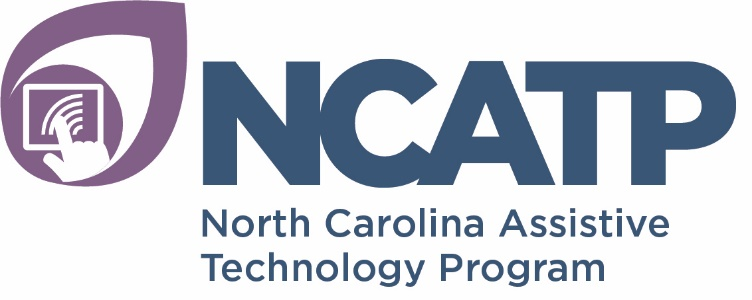 NCATP
North Carolina Assistive
Technology Program